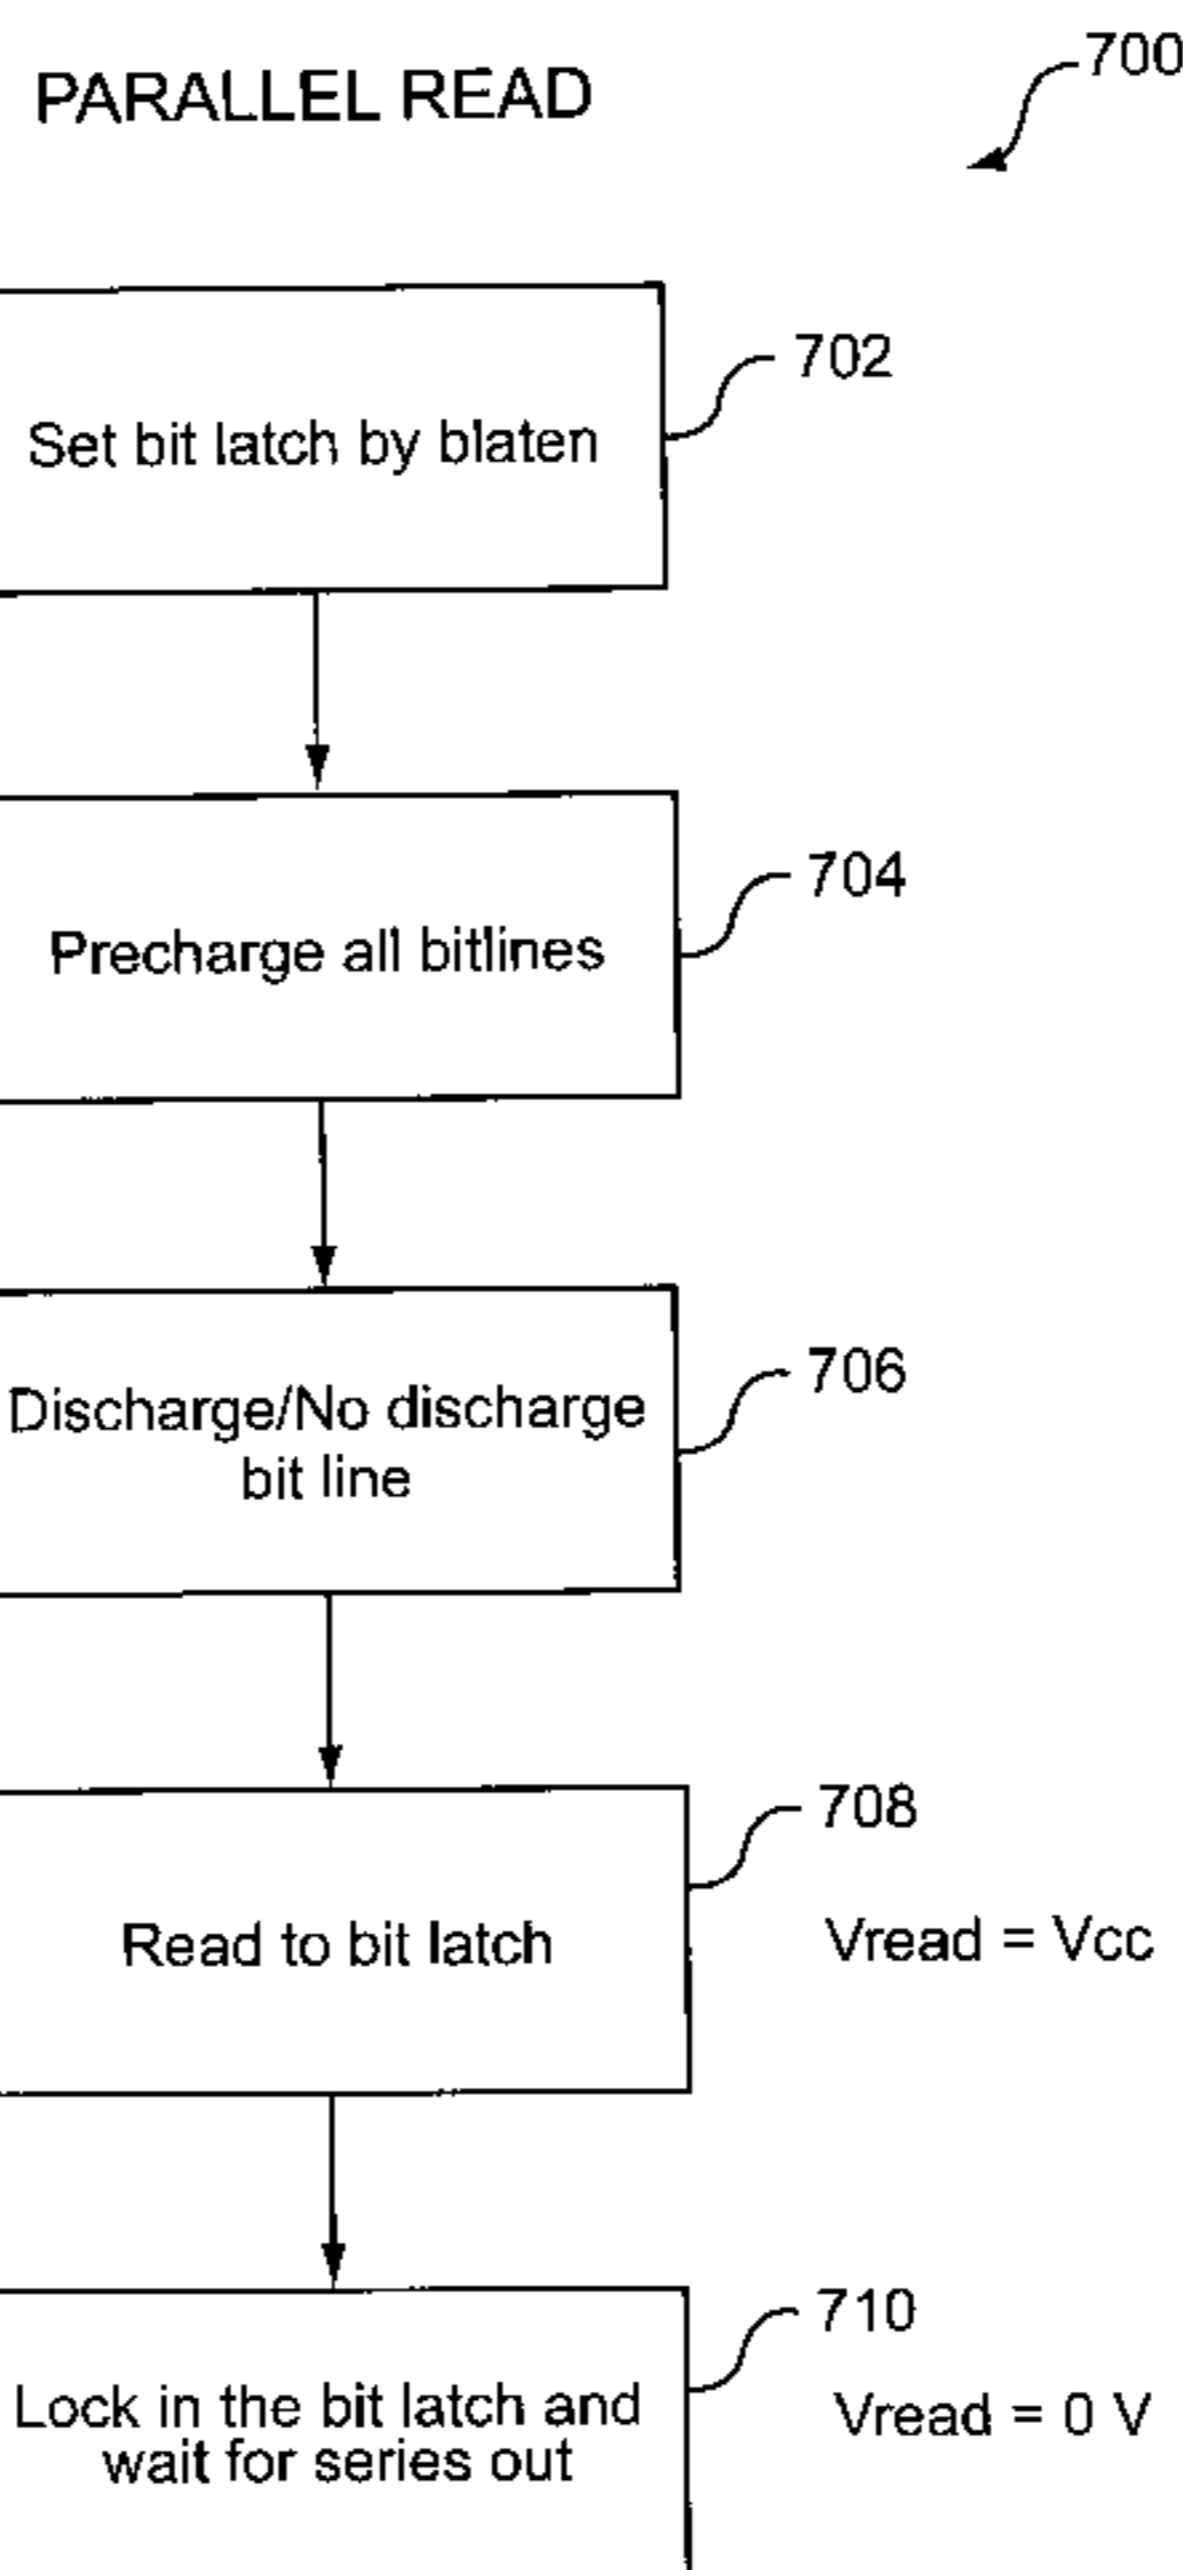 PARALLEL READ
700
702
Set bit latch by blaten
704
Precharge all bitlines
706
Discharge/No discharge
bit line
708
Read to bit latch
Vread = Vcc
710
Lock in the bit latch and
wait for series out
Vread = 0 V